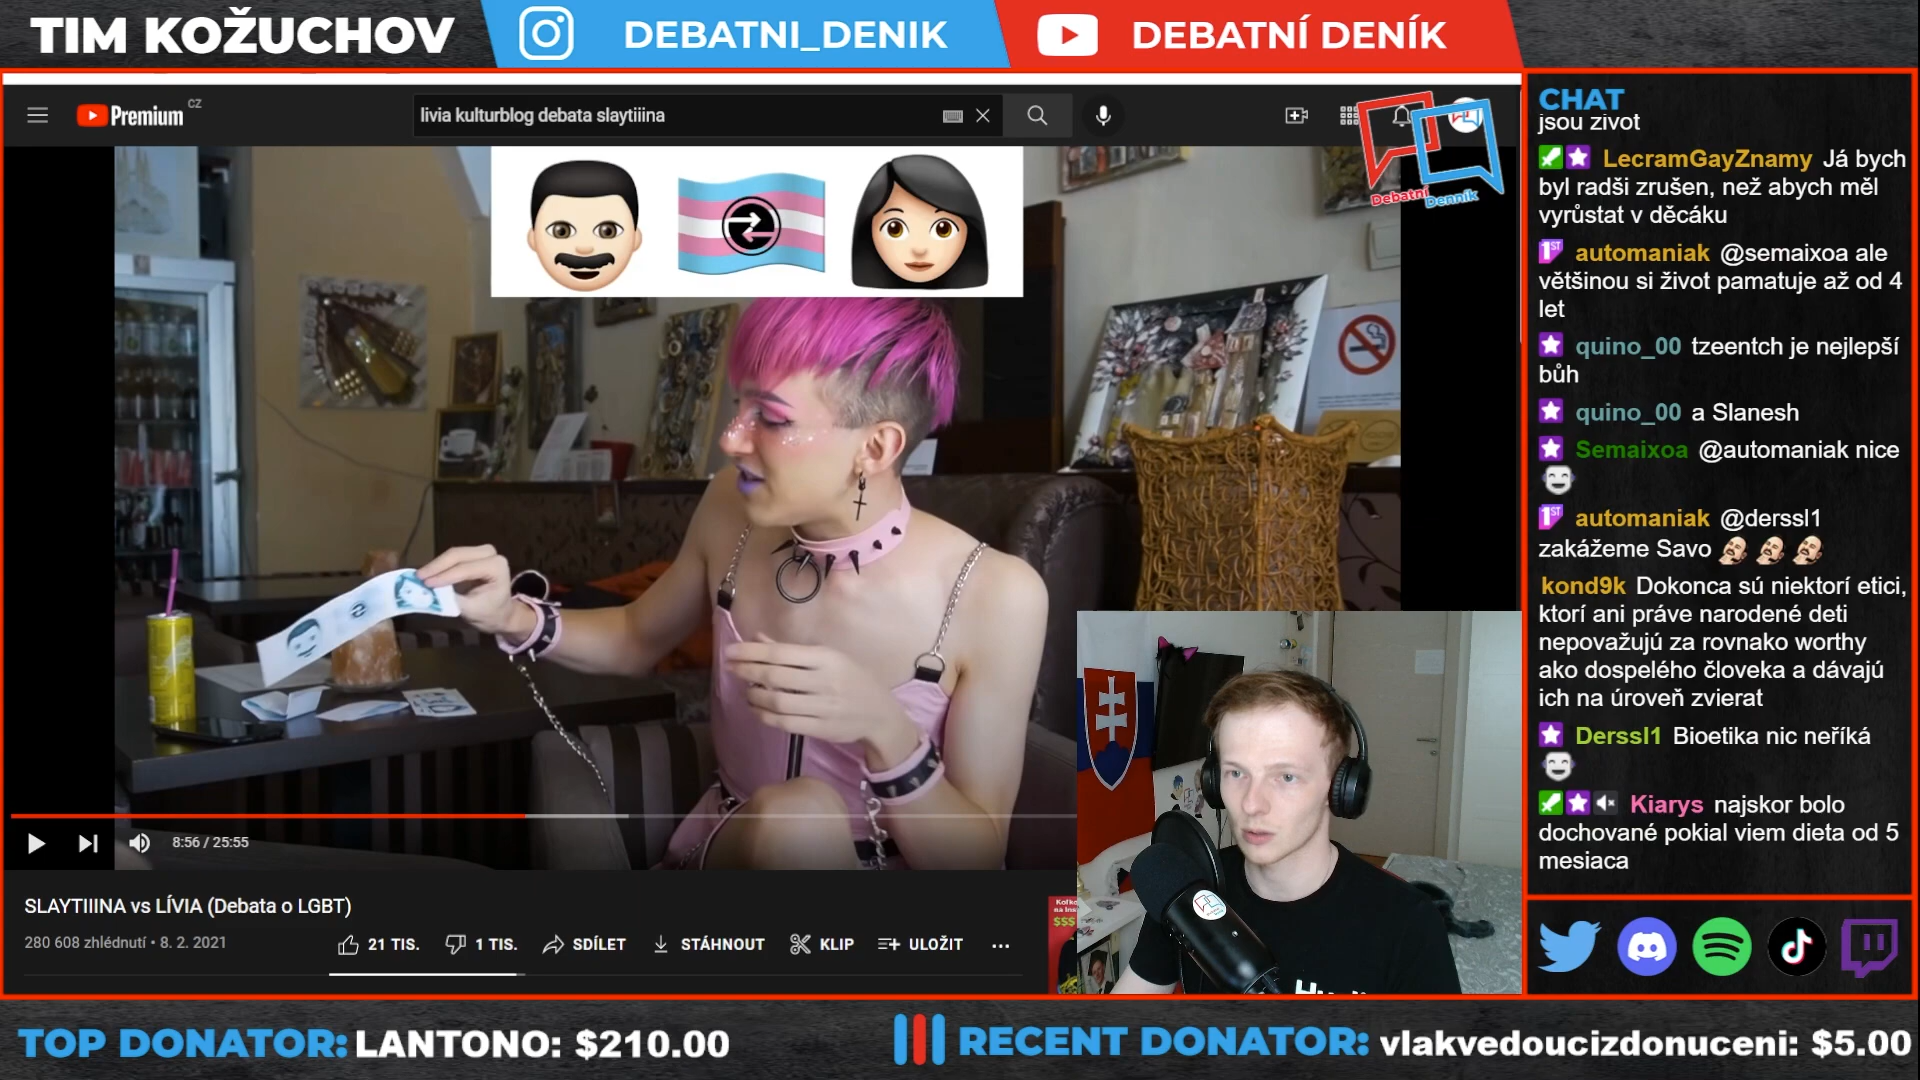 TIM KOŽUCHOV
DEBATNI_DENIK
DEBATNÍ DENÍK
Premium CZ
livia kulturblog debata slaytiiina
Debatní Denník
8:56 / 25:55
SLAYTIIINA vs LÍVIA (Debata o LGBT)
280 608 zhlédnutí • 8. 2. 2021
21 TIS.
1 TIS.
SDÍLET
STÁHNOUT
KLIP
ULOŽIT
$$$
CHAT
jsou zivot
LecramGayZnamy Já bych
byl radši zrušen, než abych měl
vyrůstat v děcáku
1ST automaniak @semaixoa ale
většinou si život pamatuje až od 4
let
quino_00 tzeentch je nejlepší
bůh
quino_00 a Slanesh
Semaixoa @automaniak nice
1ST automaniak @derssl1
zakážeme Savo
kond9k Dokonca sú niektorí etici,
ktorí ani práve narodené deti
nepovažujú za rovnako worthy
ako dospelého človeka a dávajú
ich na úroveň zvierat
Derssl1 Bioetika nic neříká
Kiarys najskor bolo
dochované pokial viem dieta od 5
mesiaca
TOP DONATOR: LANTONO: $210.00
RECENT DONATOR: vlakvedoucizdonuceni: $5.00